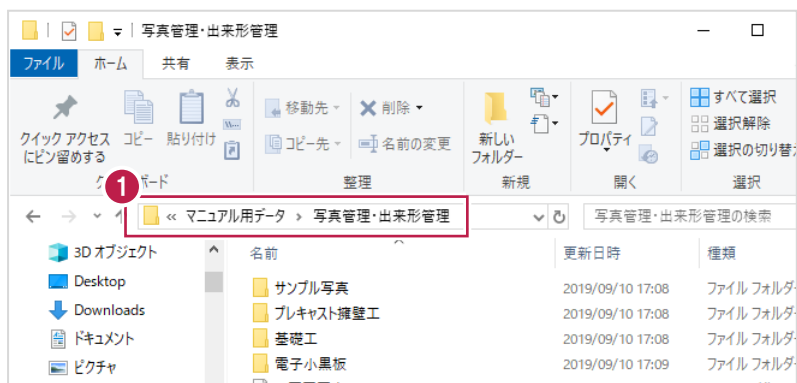 写真管理・出来形管理
ファイル ホーム 共有 表示
クイック アクセス
にピン留めする
コピー
貼り付け
移動先
削除
コピー先
名前の変更
新しい
フォルダー
プロパティ
すべて選択
選択解除
選択の切り替
1
ボード 整理 新規 開く 選択
« マニュアル用データ › 写真管理・出来形管理
写真管理・出来形管理の検索
3D オブジェクト
Desktop
Downloads
ドキュメント
ピクチャ
名前 更新日時 種類
サンプル写真 2019/09/10 17:08 ファイル フォルダ
プレキャスト擁壁工 2019/09/10 17:08 ファイル フォルダ
基礎工 2019/09/10 17:08 ファイル フォルダ
電子小黒板 2019/09/10 17:09 ファイル フォルダ